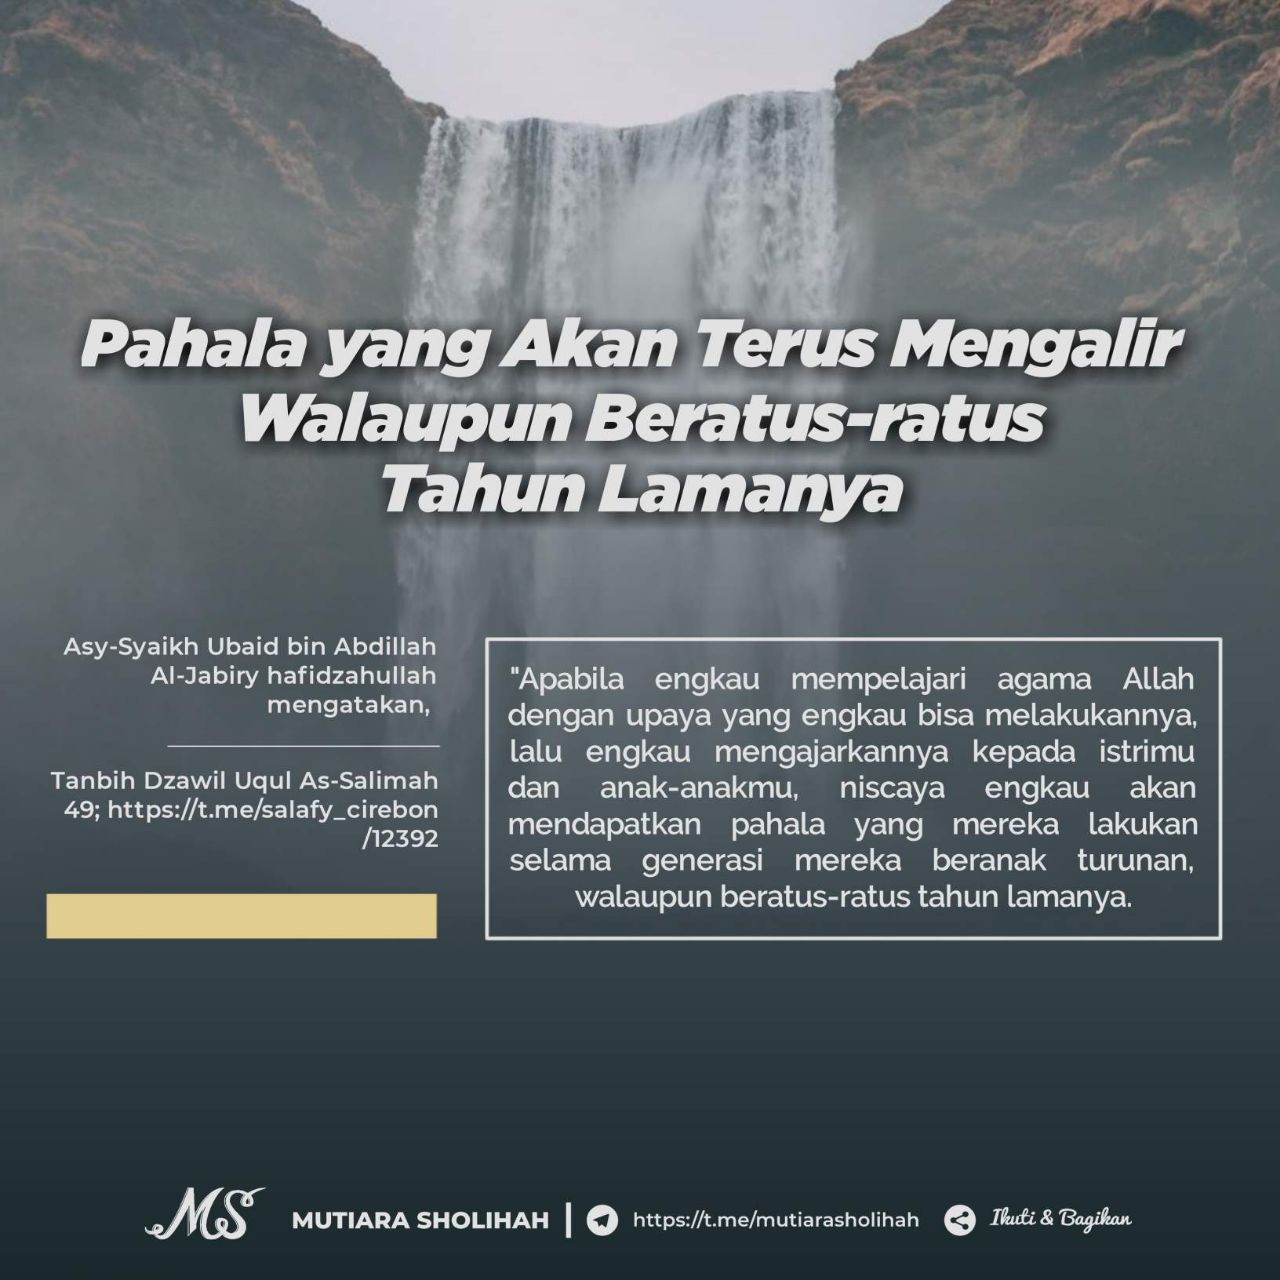 Pahala yang Akan Terus Mengalir
Walaupun Beratus-ratus
Tahun Lamanya
Asy-Syaikh Ubaid bin Abdillah
Al-Jabiry hafidzahullah
mengatakan,
Tanbih Dzawil Uqul As-Salimah
49; https://t.me/salafy_cirebon
/12392
"Apabila engkau mempelajari agama Allah
dengan upaya yang engkau bisa melakukannya,
lalu engkau mengajarkannya kepada istrimu
dan anak-anakmu, niscaya engkau akan
mendapatkan pahala yang mereka lakukan
selama generasi mereka beranak turunan,
walaupun beratus-ratus tahun lamanya.
MS MUTIARA SHOLIHAH | https://t.me/mutiarasholihah Ikuti & Bagikan